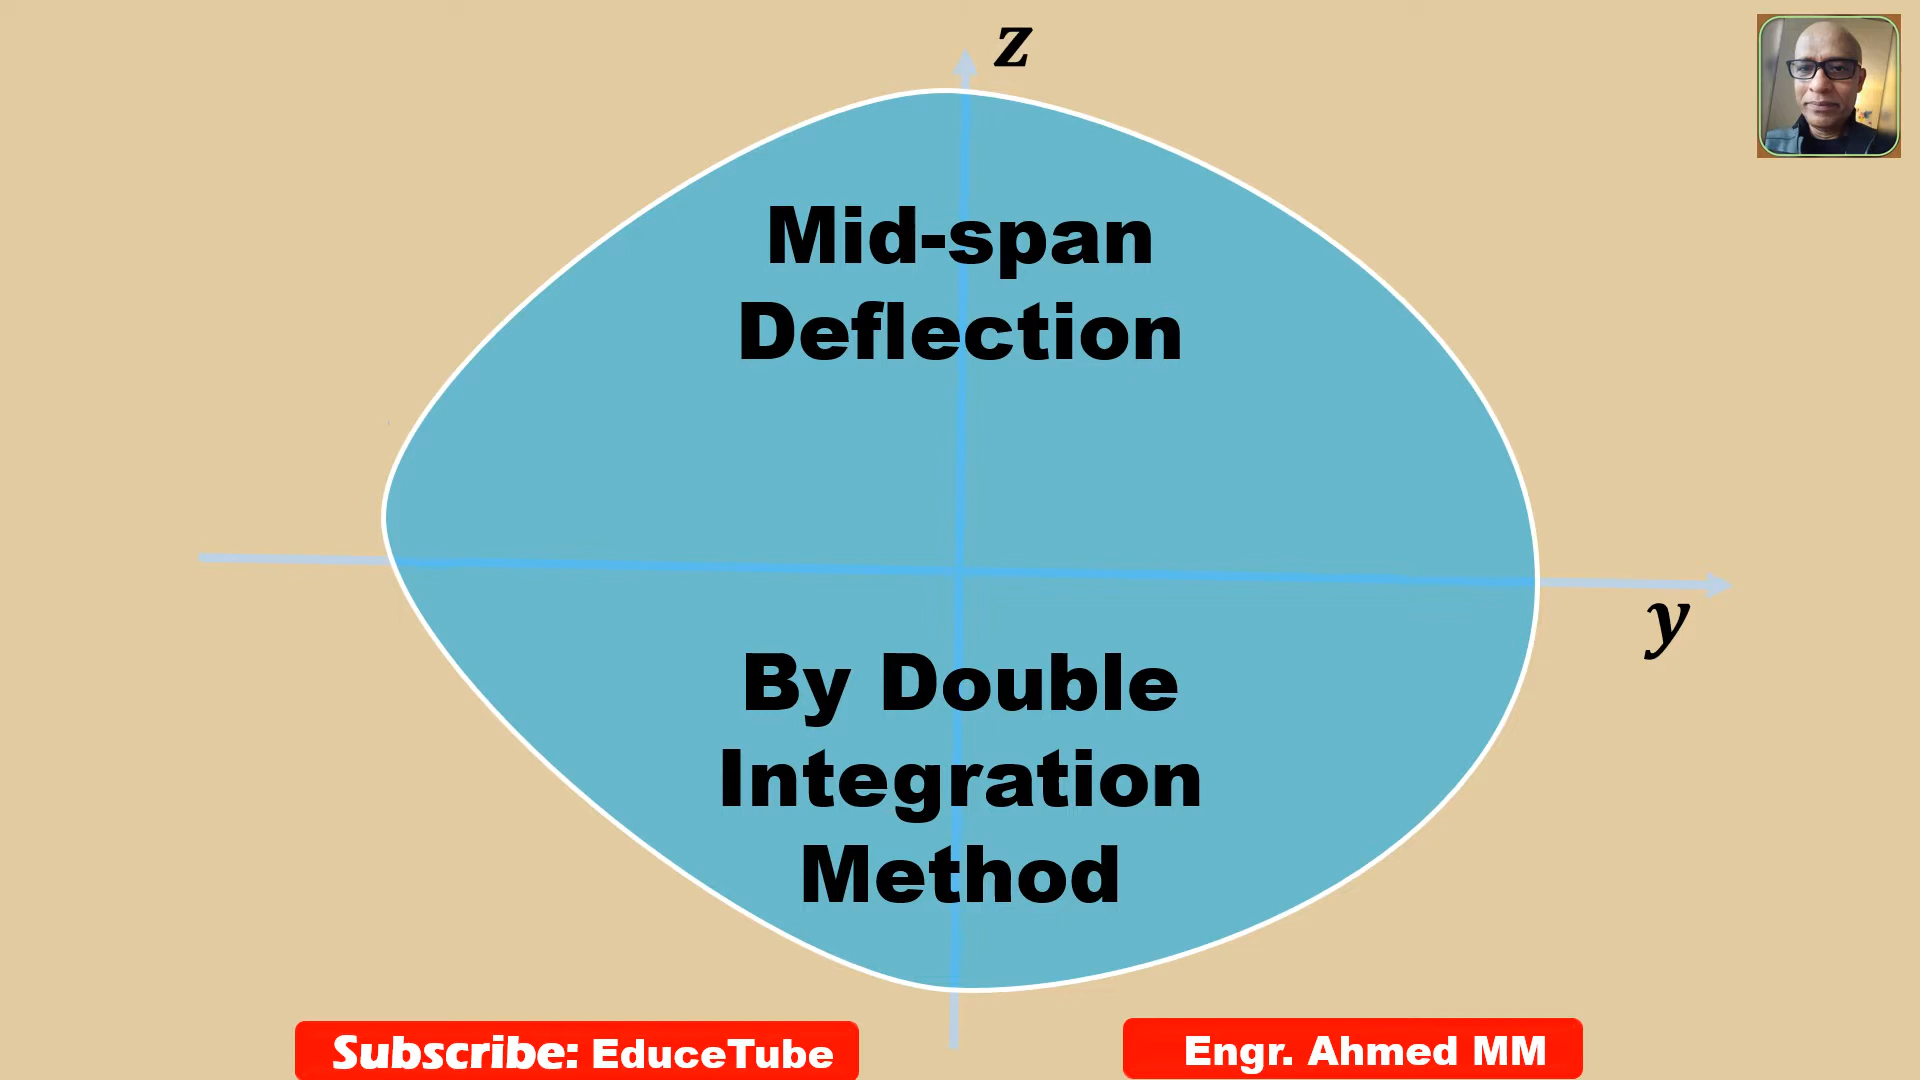 z
Mid-span
Deflection
y
By Double
Integration
Method
Subscribe: EduceTube
Engr. Ahmed MM